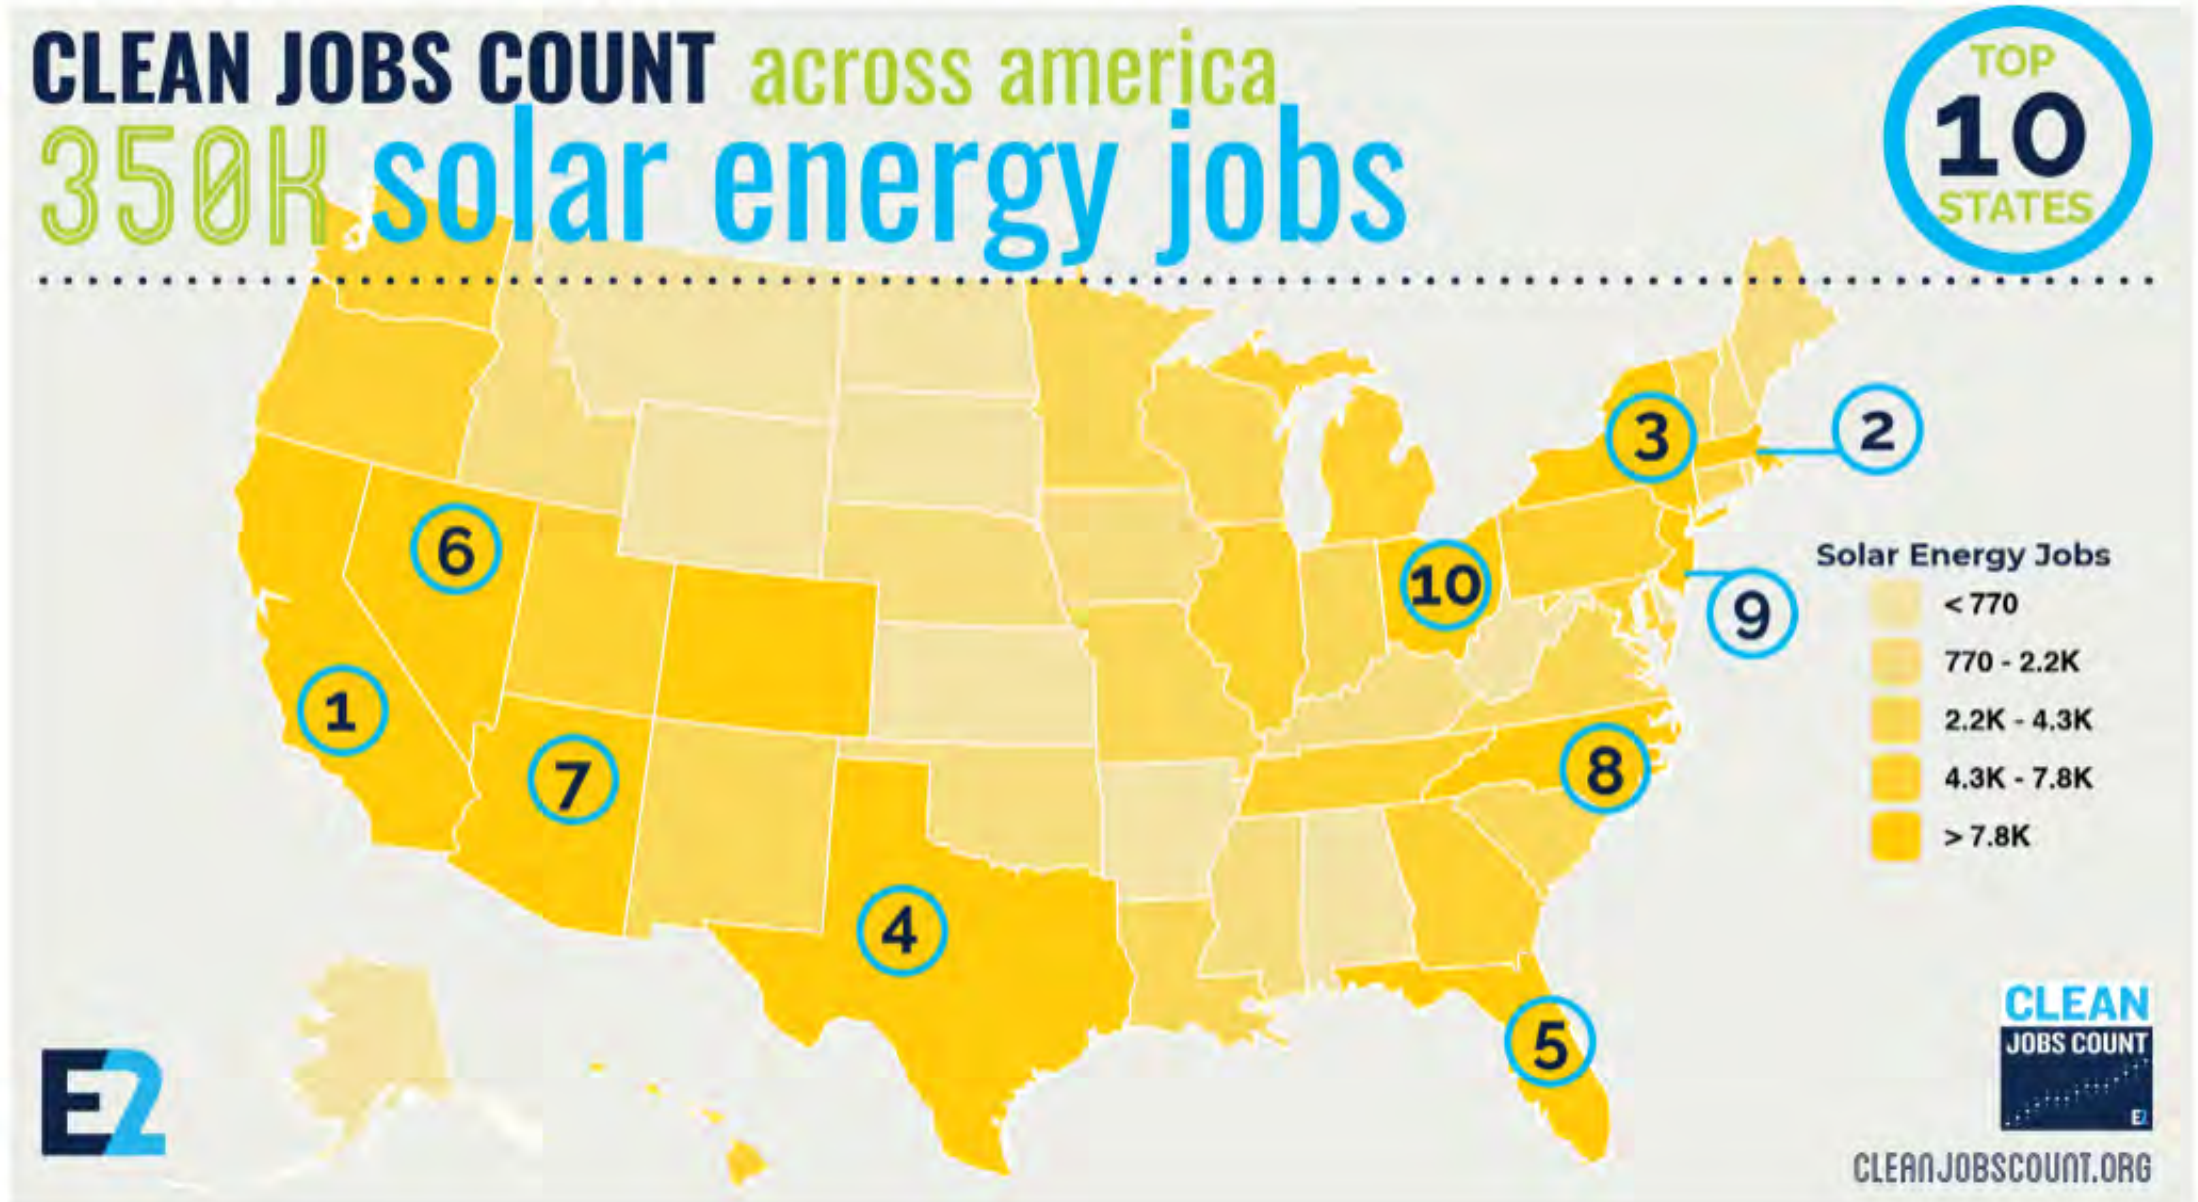 CLEAN JOBS COUNT across america
350K solar energy jobs
TOP
10
STATES
3
2
6
10
9
1
7
8
4
5
Solar Energy Jobs
< 770
770 - 2.2K
2.2K - 4.3K
4.3K - 7.8K
> 7.8K
E2
CLEAN
JOBS COUNT
E2
CLEANJOBSCOUNT.ORG